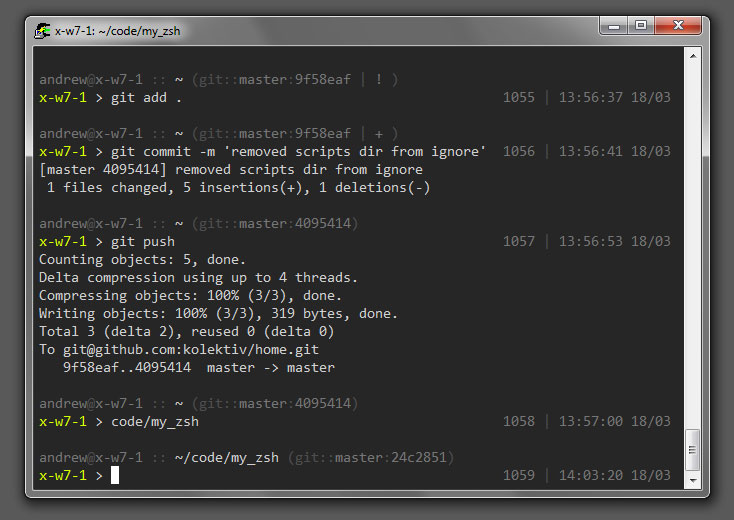 x-w7-1: ~/code/my_zsh
andrew@x-w7-1 :: ~ (git::master:9f58eaf | ! )
x-w7-1 > git add . 1055 | 13:56:37 18/03
andrew@x-w7-1 :: ~ (git::master:9f58eaf | + )
x-w7-1 > git commit -m 'removed scripts dir from ignore' 1056 | 13:56:41 18/03
[master 4095414] removed scripts dir from ignore
 1 files changed, 5 insertions(+), 1 deletions(-)
andrew@x-w7-1 :: ~ (git::master:4095414)
x-w7-1 > git push 1057 | 13:56:53 18/03
Counting objects: 5, done.
Delta compression using up to 4 threads.
Compressing objects: 100% (3/3), done.
Writing objects: 100% (3/3), 319 bytes, done.
Total 3 (delta 2), reused 0 (delta 0)
To git@github.com:kolektiv/home.git
   9f58eaf..4095414  master -> master
andrew@x-w7-1 :: ~ (git::master:4095414)
x-w7-1 > code/my_zsh 1058 | 13:57:00 18/03
andrew@x-w7-1 :: ~/code/my_zsh (git::master:24c2851)
x-w7-1 > 1059 | 14:03:20 18/03